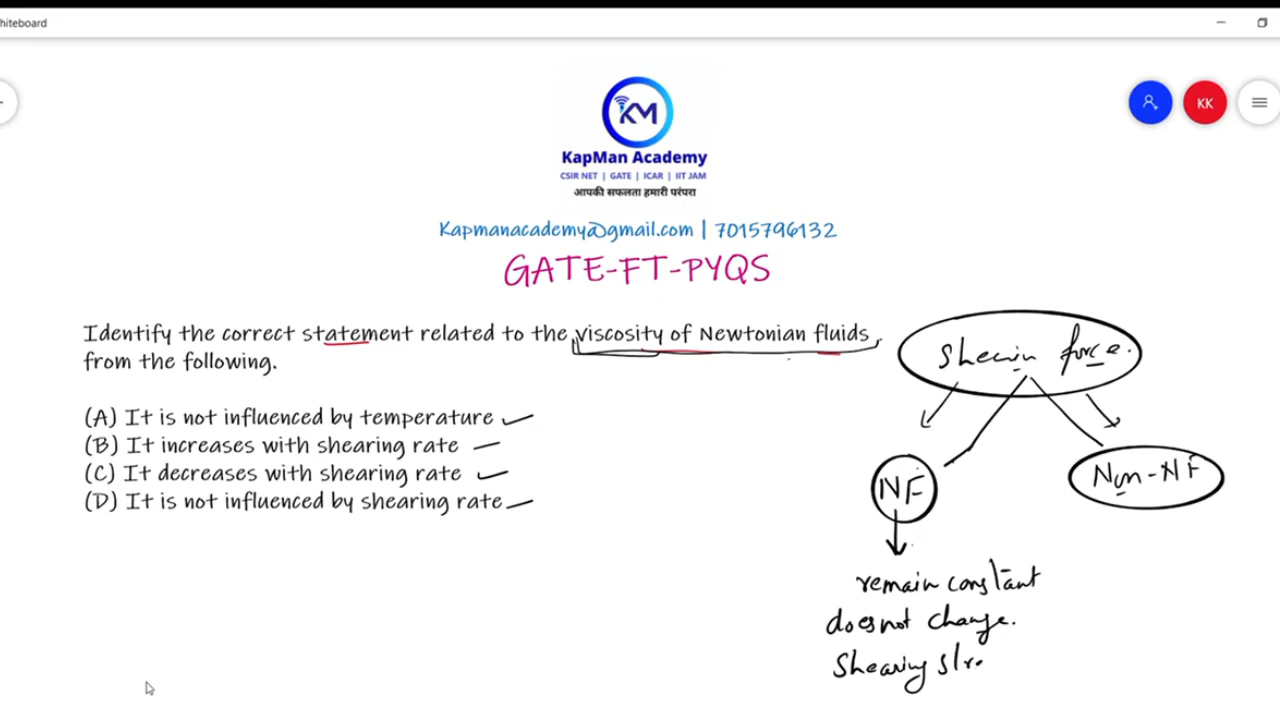 hiteboard
KM
KK
KapMan Academy
CSIR NET | GATE | ICAR | IIT JAM
आपकी सफलता हमारी परंपरा
Kapmanacademy@gmail.com | 7015796132
GATE-FT-PYQS
Identify the correct statement related to the viscosity of Newtonian fluids
from the following.
(A) It is not influenced by temperature
(B) It increases with shearing rate
(C) It decreases with shearing rate
(D) It is not influenced by shearing rate
force.
NF
Non-NF
remain constant
does not change.
Shearing